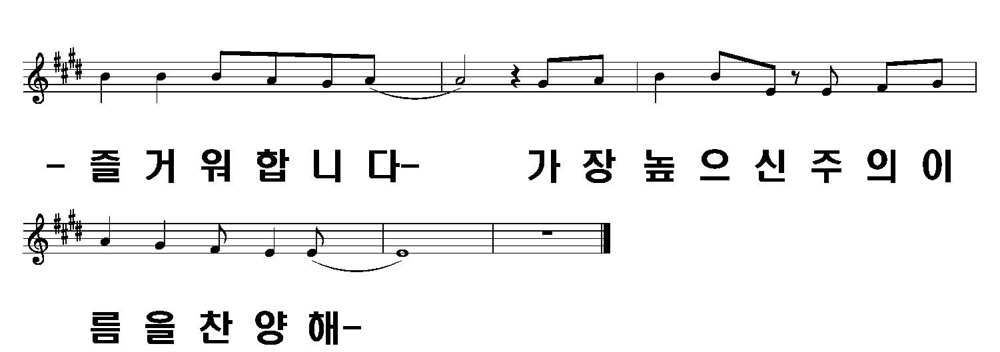 - 즐 거 워 합 니 다- 가 장 높 으 신 주 의 이
름 을 찬 양 해-